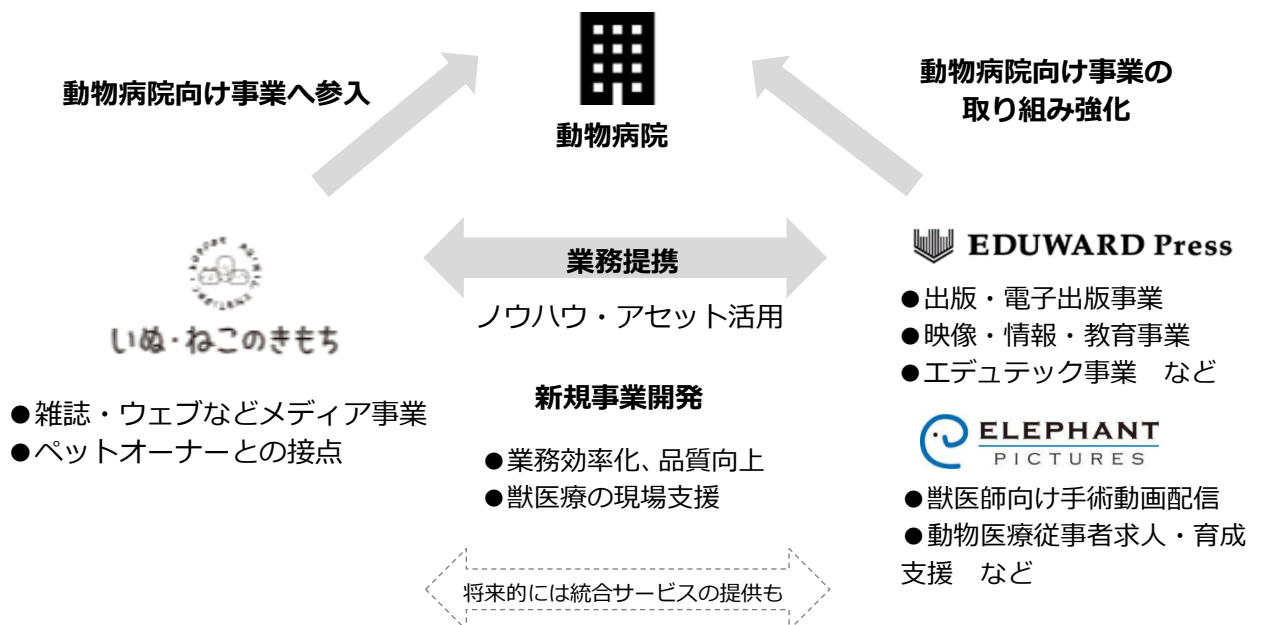 動物病院
動物病院向け事業へ参入
動物病院向け事業の
取り組み強化
業務提携
ノウハウ・アセット活用
いぬ・ねこのきもち
●雑誌・ウェブなどメディア事業
●ペットオーナーとの接点
新規事業開発
●業務効率化、品質向上
●獣医療の現場支援
EDUWARD Press
●出版・電子出版事業
●映像・情報・教育事業
●エデュテック事業　など
ELEPHANT
PICTURES
●獣医師向け手術動画配信
●動物医療従事者求人・育成
支援　など
将来的には統合サービスの提供も